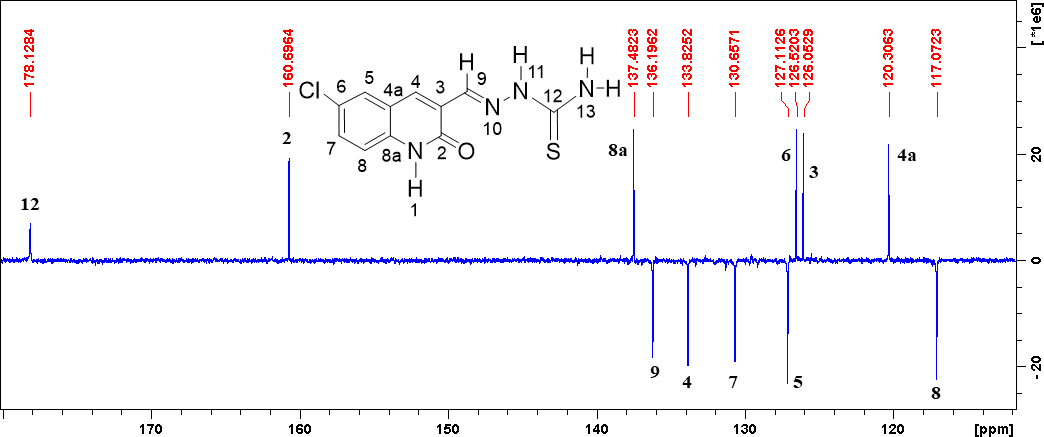 178.1284
160.6964
137.4823
136.1962
133.8252
130.6571
127.1126
126.5203
126.0529
120.3063
117.0723
[ *1e6]
H
H
H
Cl
6
5
4a
4
3
9
11
N
12
N
H
13
N
10
7
8
8a
N
2
O
S
H
1
12
2
8a
6
3
4a
9
4
7
5
8
20
0
-20
170
160
150
140
130
120
[ppm]